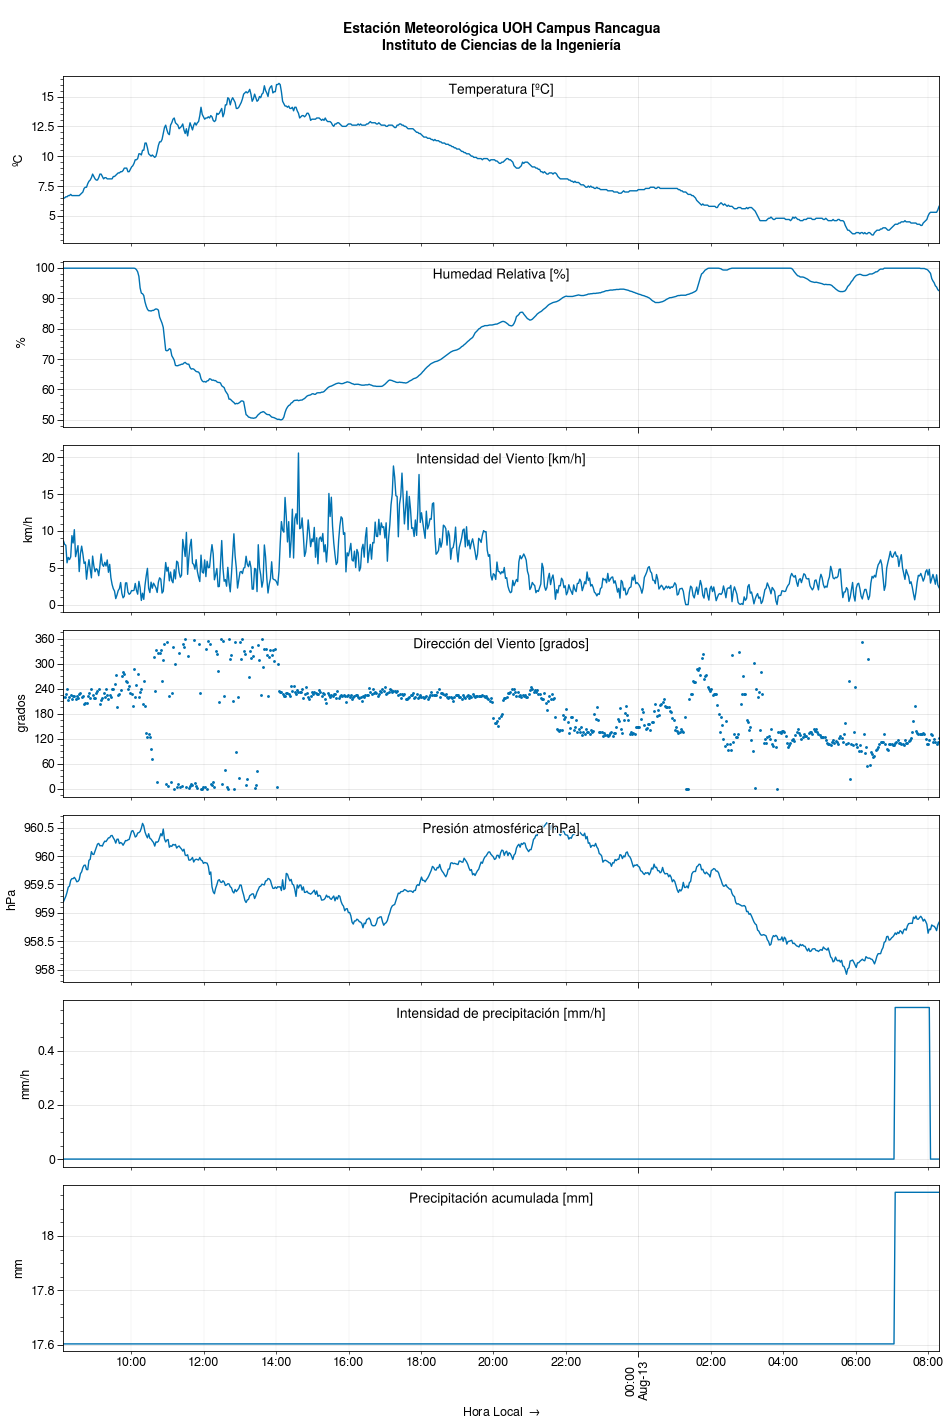 Estación Meteorológica UOH Campus Rancagua
Instituto de Ciencias de la Ingeniería
Temperatura [ºC]
ºC
15
12.5
10
7.5
5
Humedad Relativa [%]
%
100
90
80
70
60
50
Intensidad del Viento [km/h]
km/h
20
15
10
5
0
Dirección del Viento [grados]
grados
360
300
240
180
120
60
0
Presión atmosférica [hPa]
hPa
960.5
960
959.5
959
958.5
958
Intensidad de precipitación [mm/h]
mm/h
0.4
0.2
0
Precipitación acumulada [mm]
mm
18
17.8
17.6
10:00 12:00 14:00 16:00 18:00 20:00 22:00 00:00 02:00 04:00 06:00 08:00
Aug-13
Hora Local →